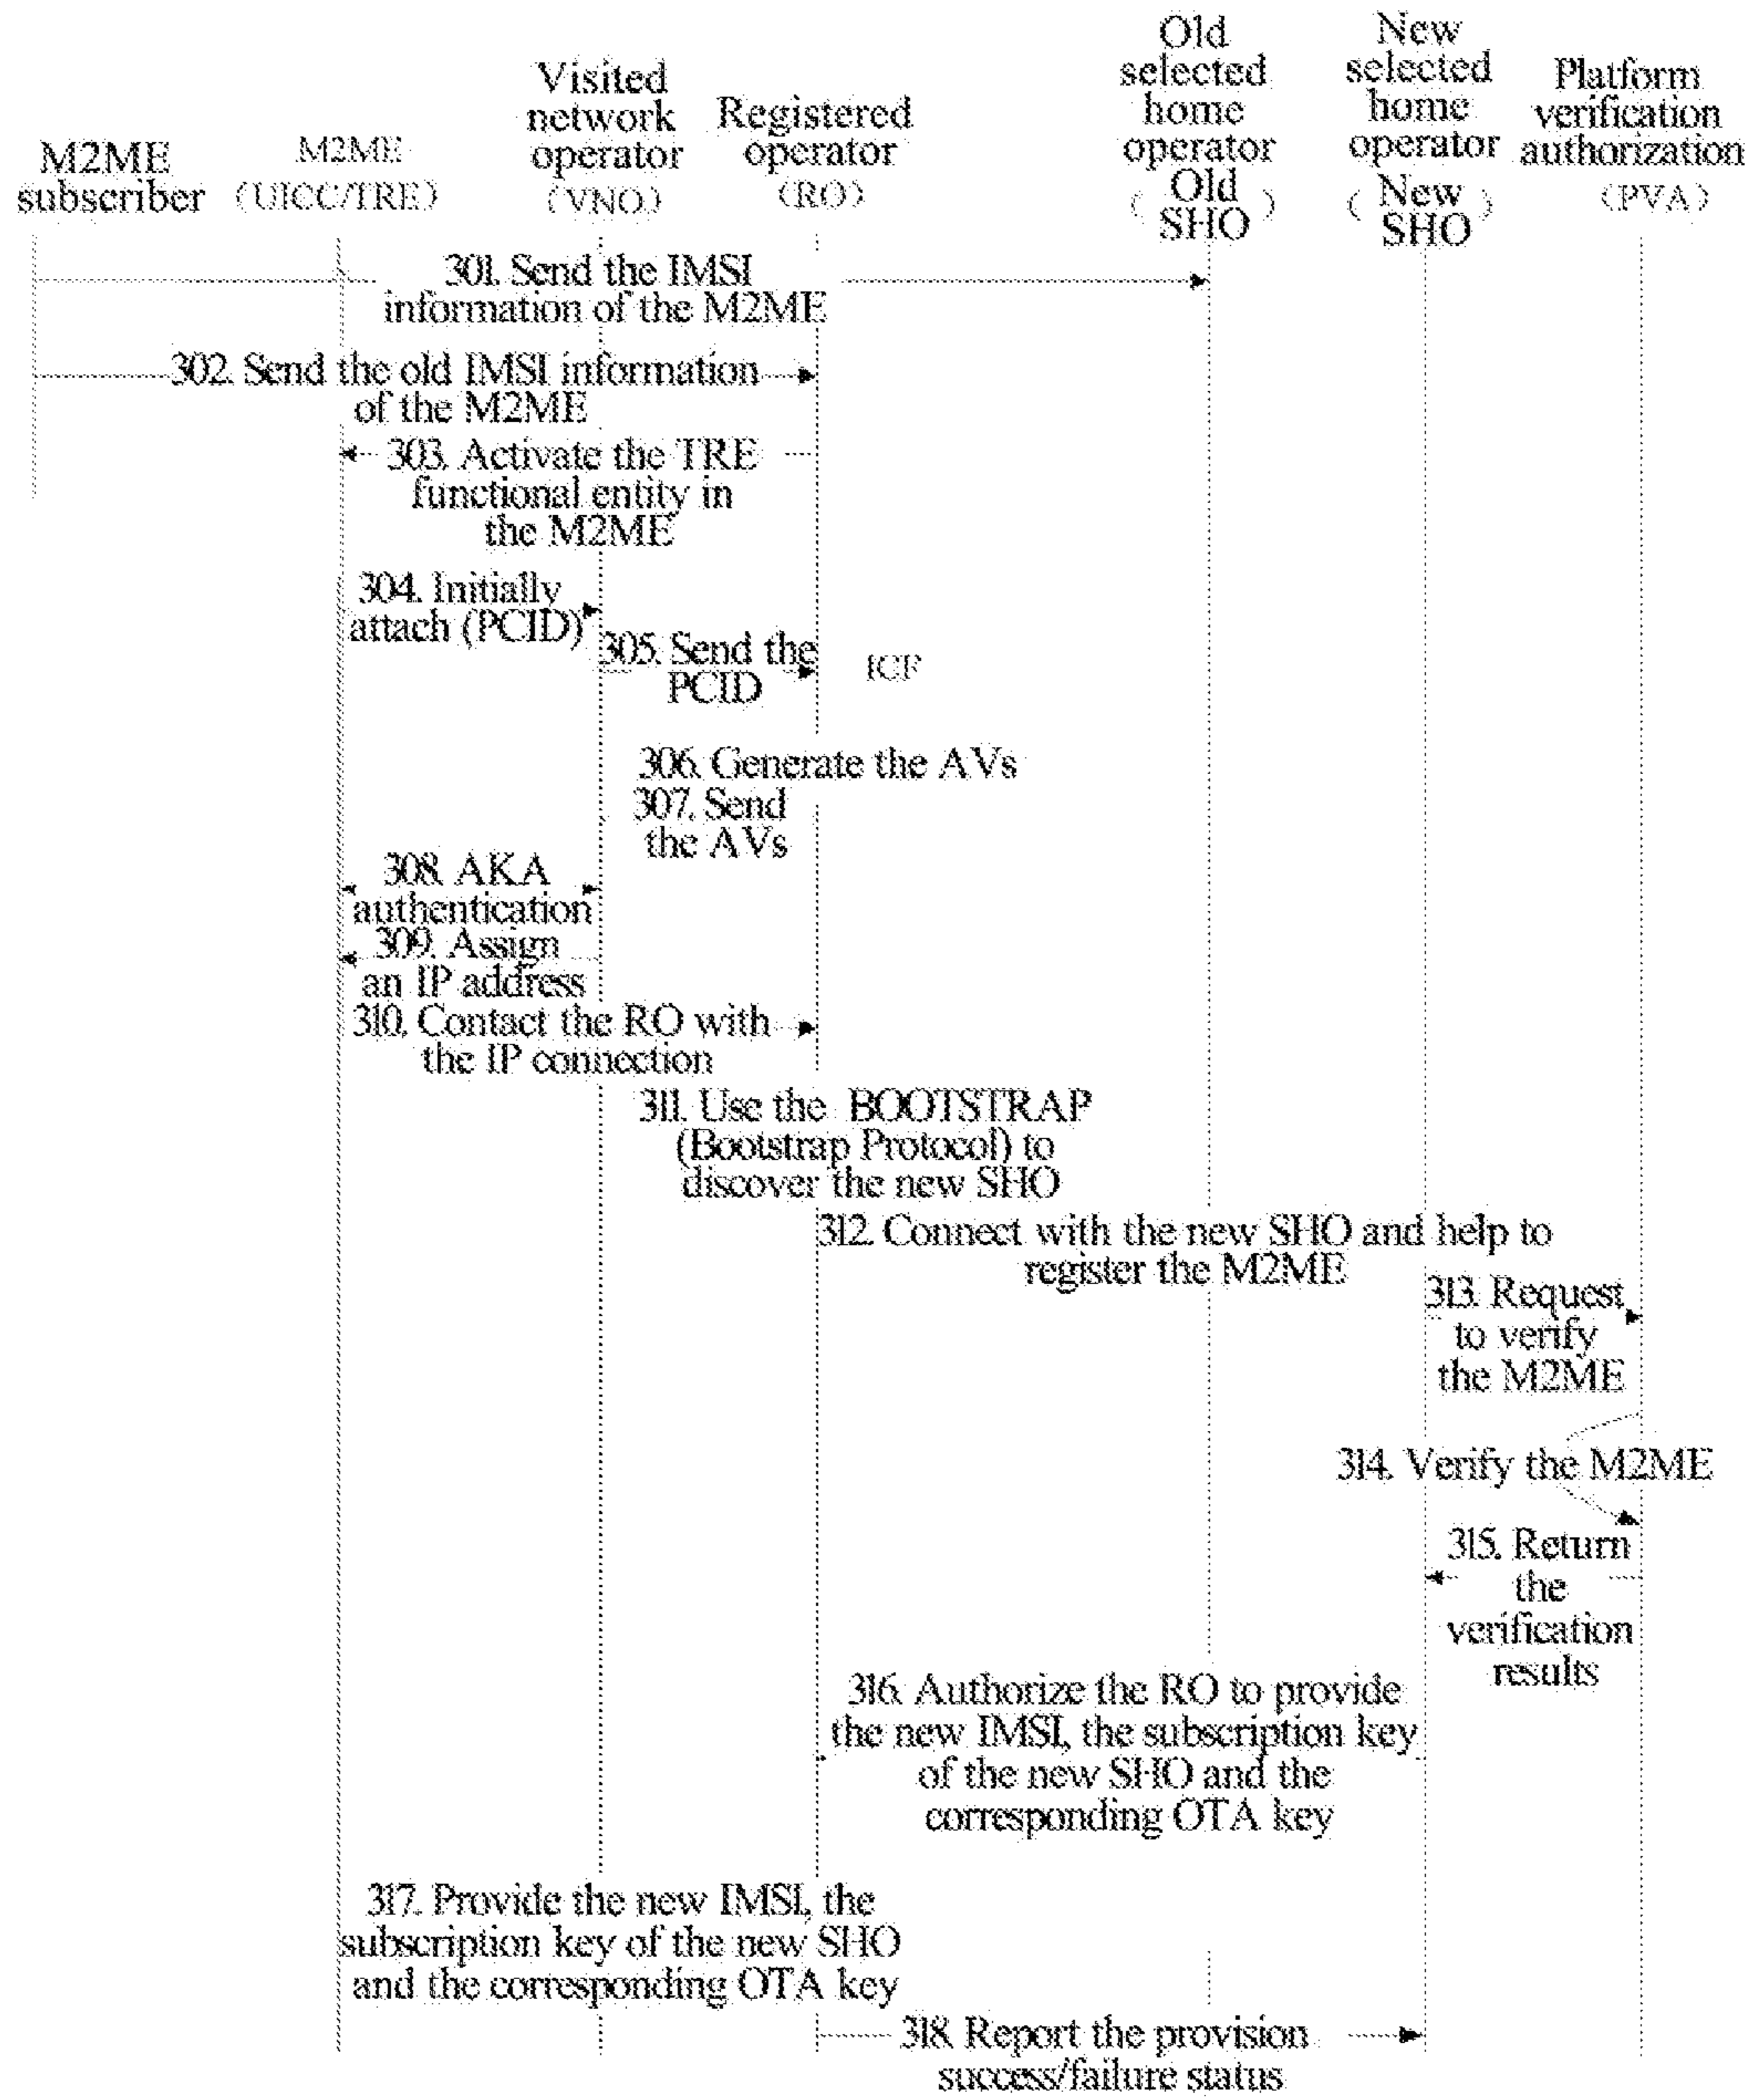 M2ME
subscriber
M2ME
(UICC/TRE)
Visited
network
operator
(VNO)
Registered
operator
(RO)
Old
selected
home
operator
( Old )
SHO
New
selected
home
operator
( New )
SHO
Platform
verification
authorization
(PVA)
301. Send the IMSI
information of the M2ME
302. Send the old IMSI information
of the M2ME
303. Activate the TRE
functional entity in
the M2ME
304. Initially
attach (PCID)
305. Send the
PCID
ICF
306. Generate the AVs
307. Send
the AVs
308. AKA
authentication
309. Assign
an IP address
310. Contact the RO with
the IP connection
311. Use the BOOTSTRAP
(Bootstrap Protocol) to
discover the new SHO
312. Connect with the new SHO and help to
register the M2ME
313. Request
to verify
the M2ME
314. Verify the M2ME
315. Return
the
verification
results
316. Authorize the RO to provide
the new IMSI, the subscription key
of the new SHO and the
corresponding OTA key
317. Provide the new IMSI, the
subscription key of the new SHO
and the corresponding OTA key
318. Report the provision
success/failure status